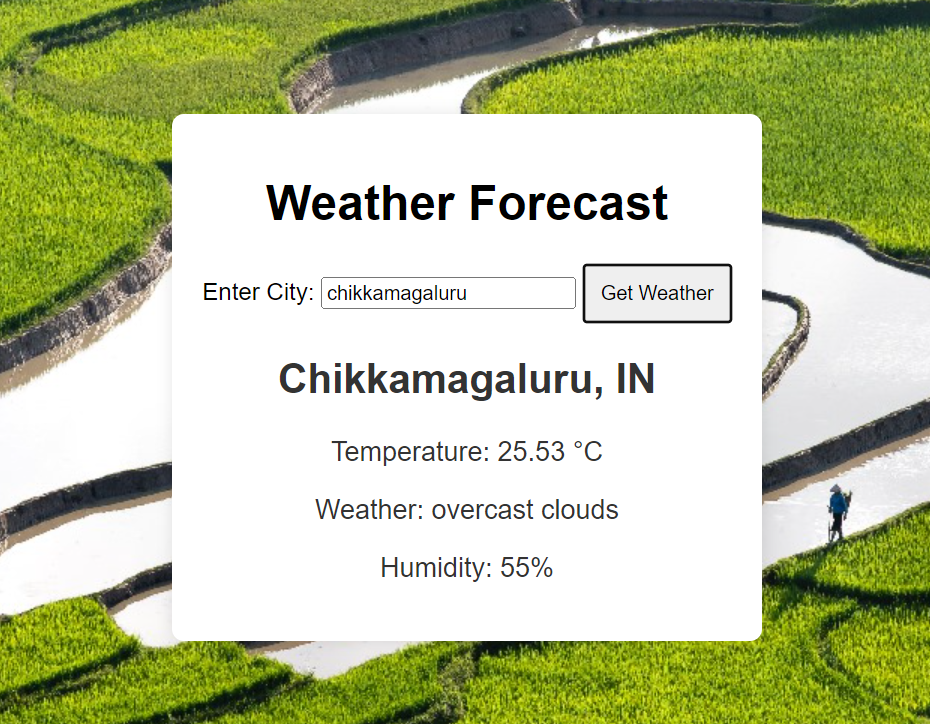 Weather Forecast
Enter City: chikkamagaluru Get Weather
Chikkamagaluru, IN
Temperature: 25.53 °C
Weather: overcast clouds
Humidity: 55%